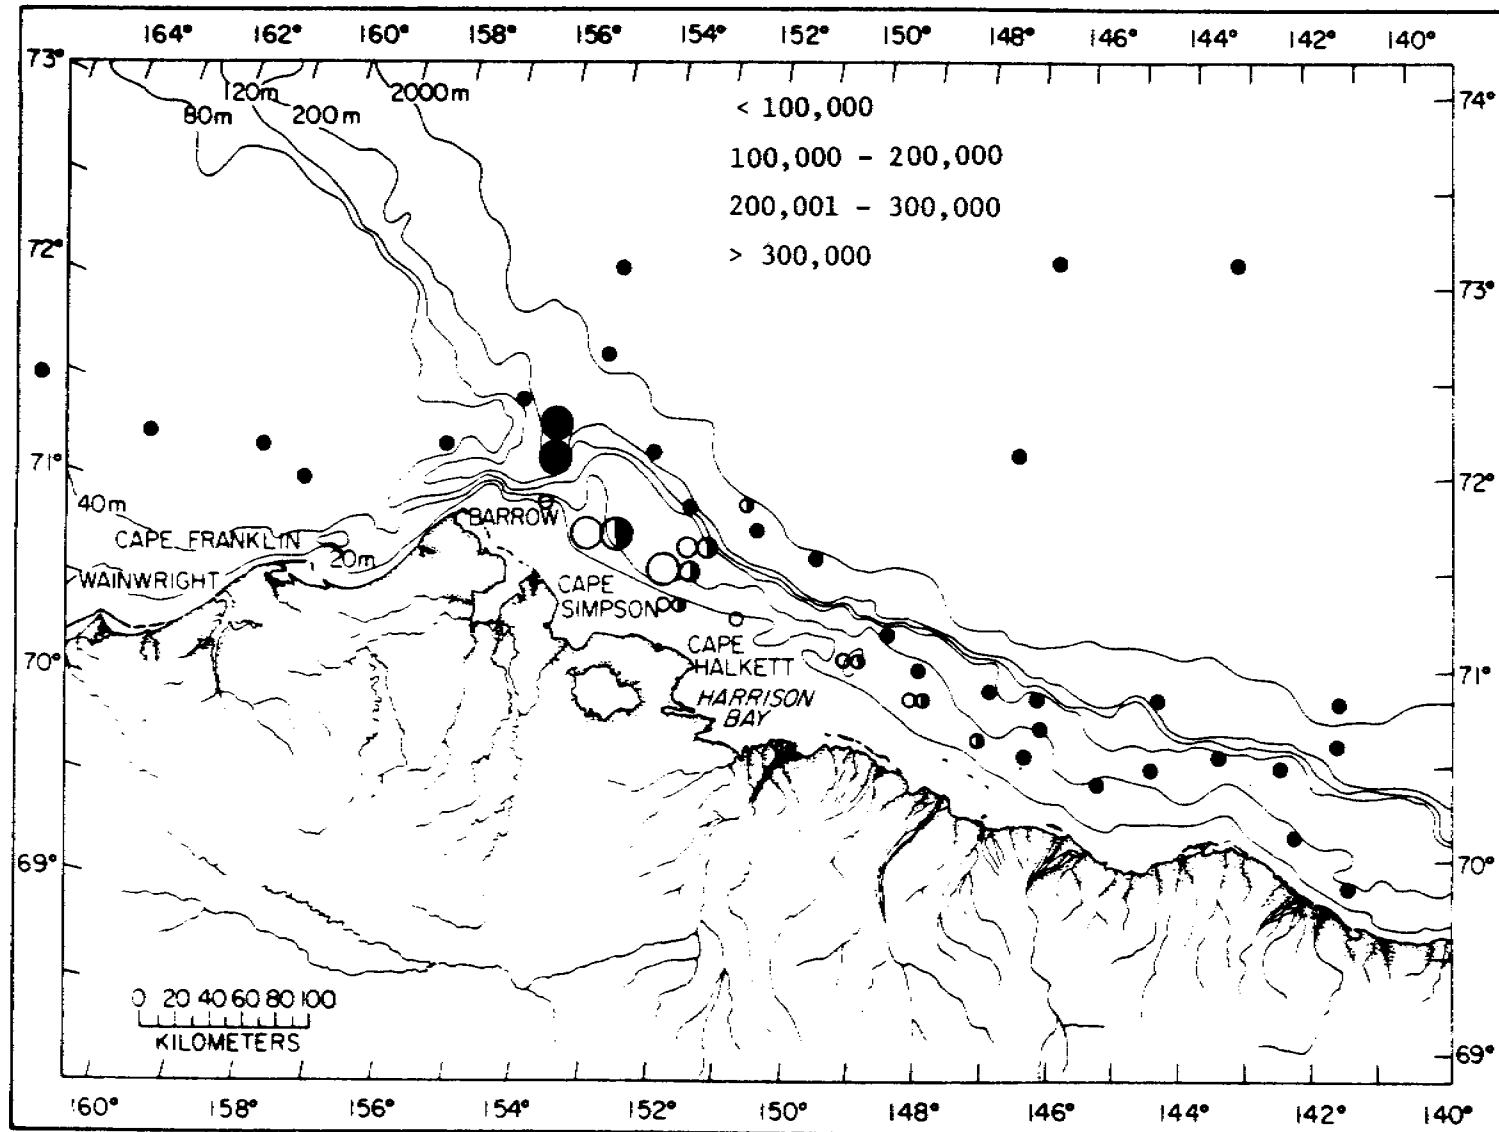 164° 162° 160° 158° 156° 154° 152° 150° 148° 146° 144° 142° 140°
73°
74°
120m
2000m
80m
200m
< 100,000
100,000 - 200,000
200,001 - 300,000
> 300,000
72°
73°
71°
72°
40m
BARROW
CAPE FRANKLIN
20m
WAINWRIGHT
CAPE
SIMPSON
70°
71°
CAPE
HALKETT
HARRISON
BAY
69°
70°
0 20 40 60 80 100
KILOMETERS
69°
160° 158° 156° 154° 152° 150° 148° 146° 144° 142° 140°